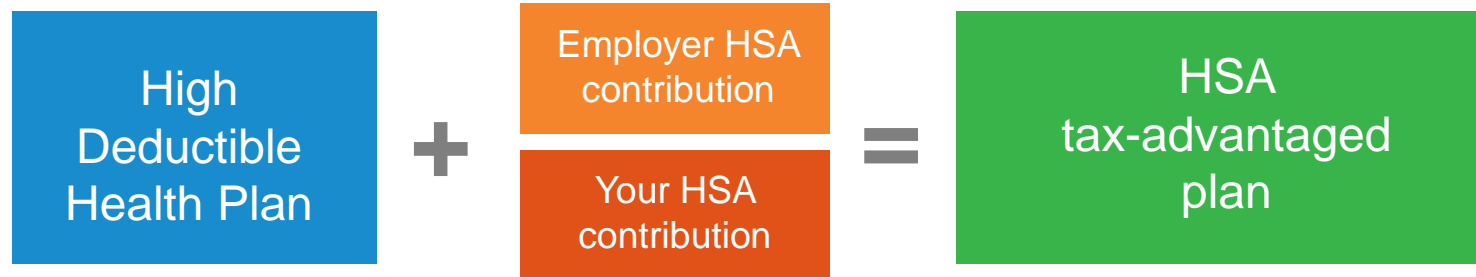 High
Deductible
Health Plan
+
Employer HSA
contribution
Your HSA
contribution
=
HSA
tax-advantaged
plan